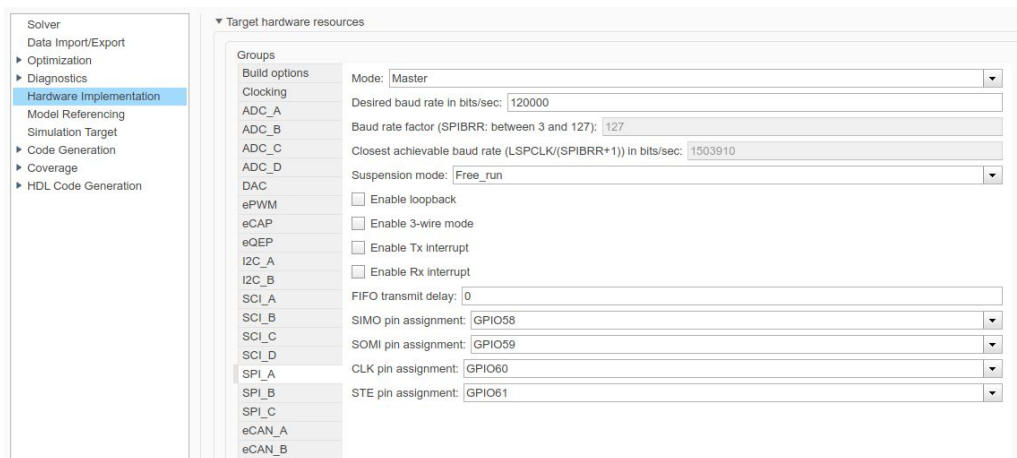 Solver
Data Import/Export
Optimization
Diagnostics
Hardware Implementation
Model Referencing
Simulation Target
Code Generation
Coverage
HDL Code Generation
Target hardware resources
Groups
Build options
Clocking
ADC_A
ADC_B
ADC_C
ADC_D
DAC
ePWM
eCAP
eQEP
I2C_A
I2C_B
SCI_A
SCI_B
SCI_C
SCI_D
SPI_A
SPI_B
SPI_C
eCAN_A
eCAN_B
Mode: Master
Desired baud rate in bits/sec: 120000
Baud rate factor (SPIBRR: between 3 and 127): 127
Closest achievable baud rate (LSPCLK/(SPIBRR+1)) in bits/sec: 1503910
Suspension mode: Free_run
Enable loopback
Enable 3-wire mode
Enable Tx interrupt
Enable Rx interrupt
FIFO transmit delay: 0
SIMO pin assignment: GPIO58
SOMI pin assignment: GPIO59
CLK pin assignment: GPIO60
STE pin assignment: GPIO61